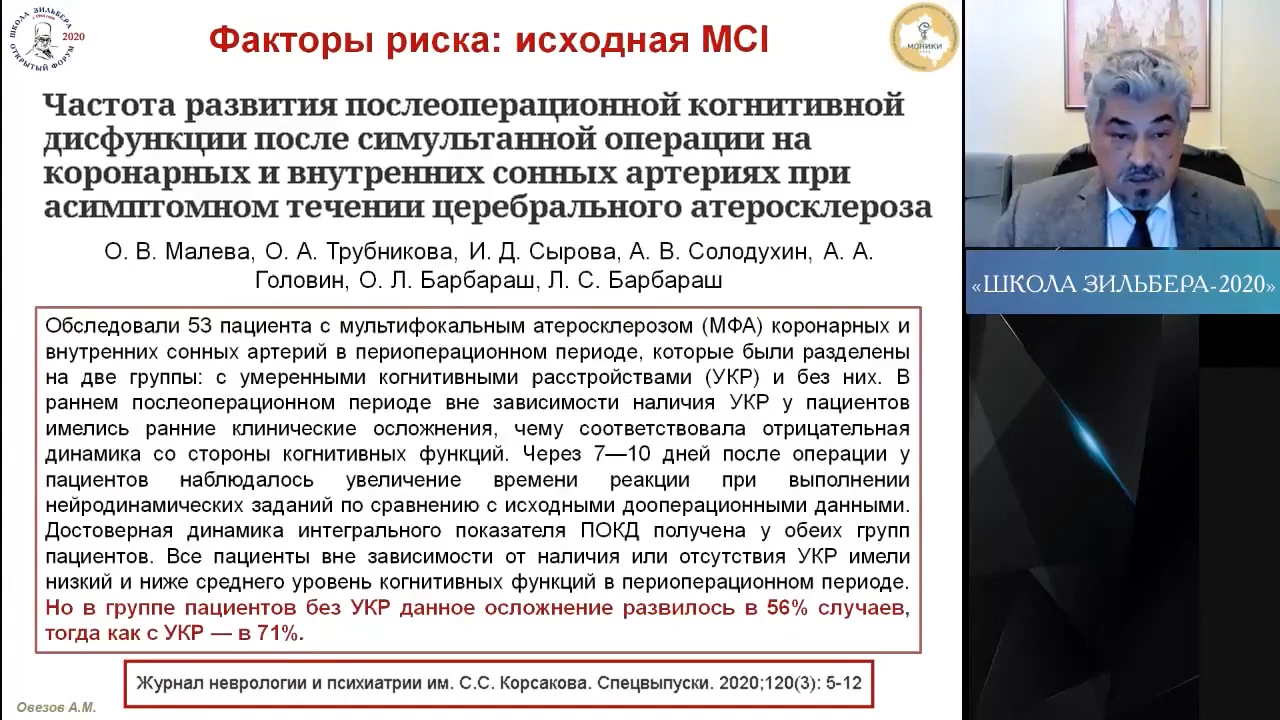 ШКОЛА ЗИЛЬБЕРА
2020
ОТКРЫТЫЙ ФОРУМ
Факторы риска: исходная MCI
МОНИКИ
Частота развития послеоперационной когнитивной
дисфункции после симультанной операции на
коронарных и внутренних сонных артериях при
асимптомном течении церебрального атеросклероза
О. В. Малева, О. А. Трубникова, И. Д. Сырова, А. В. Солодухин, А. А.
Головин, О. Л. Барбараш, Л. С. Барбараш
Обследовали 53 пациента с мультифокальным атеросклерозом (МФА) коронарных и
внутренних сонных артерий в периоперационном периоде, которые были разделены
на две группы: с умеренными когнитивными расстройствами (УКР) и без них. В
раннем послеоперационном периоде вне зависимости наличия УКР у пациентов
имелись ранние клинические осложнения, чему соответствовала отрицательная
динамика со стороны когнитивных функций. Через 7—10 дней после операции у
пациентов наблюдалось увеличение времени реакции при выполнении
нейродинамических заданий по сравнению с исходными дооперационными данными.
Достоверная динамика интегрального показателя ПОКД получена у обеих групп
пациентов. Все пациенты вне зависимости от наличия или отсутствия УКР имели
низкий и ниже среднего уровень когнитивных функций в периоперационном периоде.
Но в группе пациентов без УКР данное осложнение развилось в 56% случаев,
тогда как с УКР — в 71%.
Журнал неврологии и психиатрии им. С.С. Корсакова. Спецвыпуски. 2020;120(3): 5-12
Овезов А.М.
«ШКОЛА ЗИЛЬБЕРА-2020»